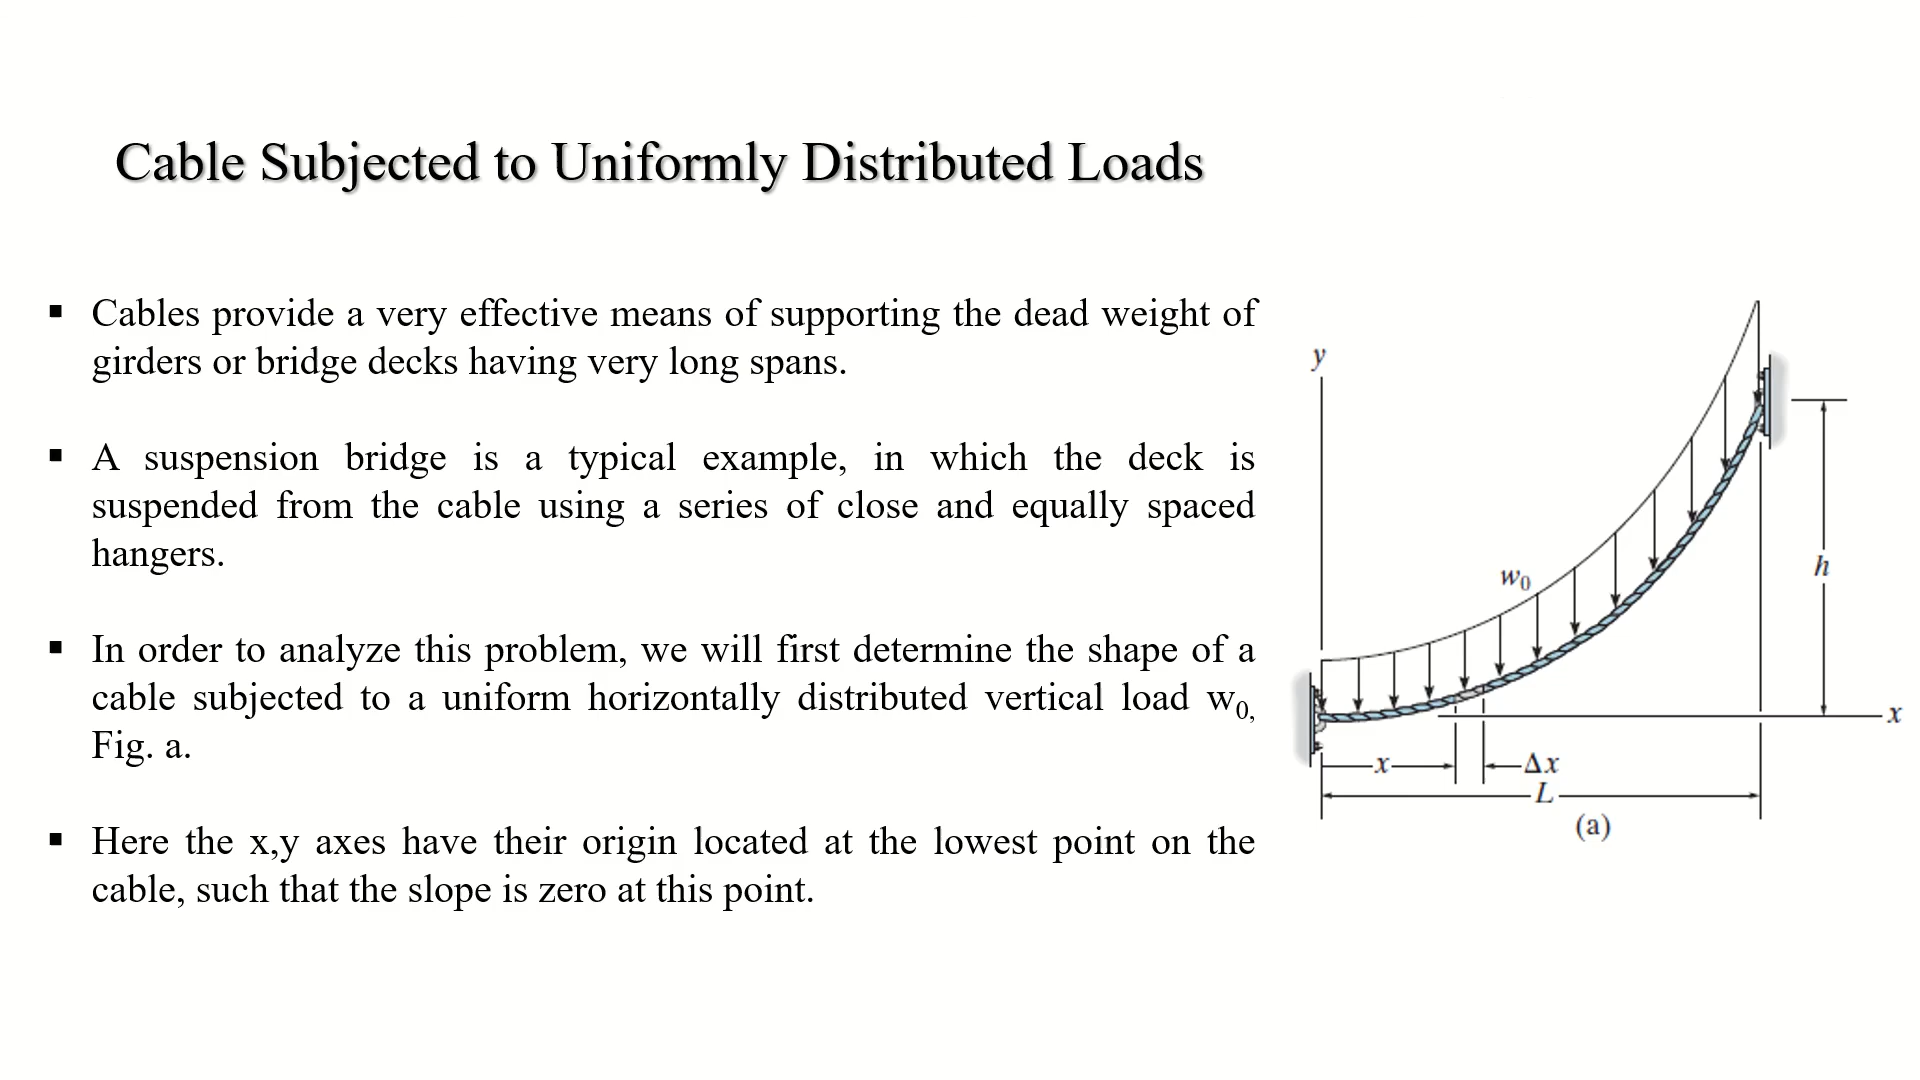 Cable Subjected to Uniformly Distributed Loads
▪ Cables provide a very effective means of supporting the dead weight of
girders or bridge decks having very long spans.
▪ A suspension bridge is a typical example, in which the deck is
suspended from the cable using a series of close and equally spaced
hangers.
▪ In order to analyze this problem, we will first determine the shape of a
cable subjected to a uniform horizontally distributed vertical load w₀,
Fig. a.
▪ Here the x,y axes have their origin located at the lowest point on the
cable, such that the slope is zero at this point.
y
w₀
h
x
x
Δx
L
(a)